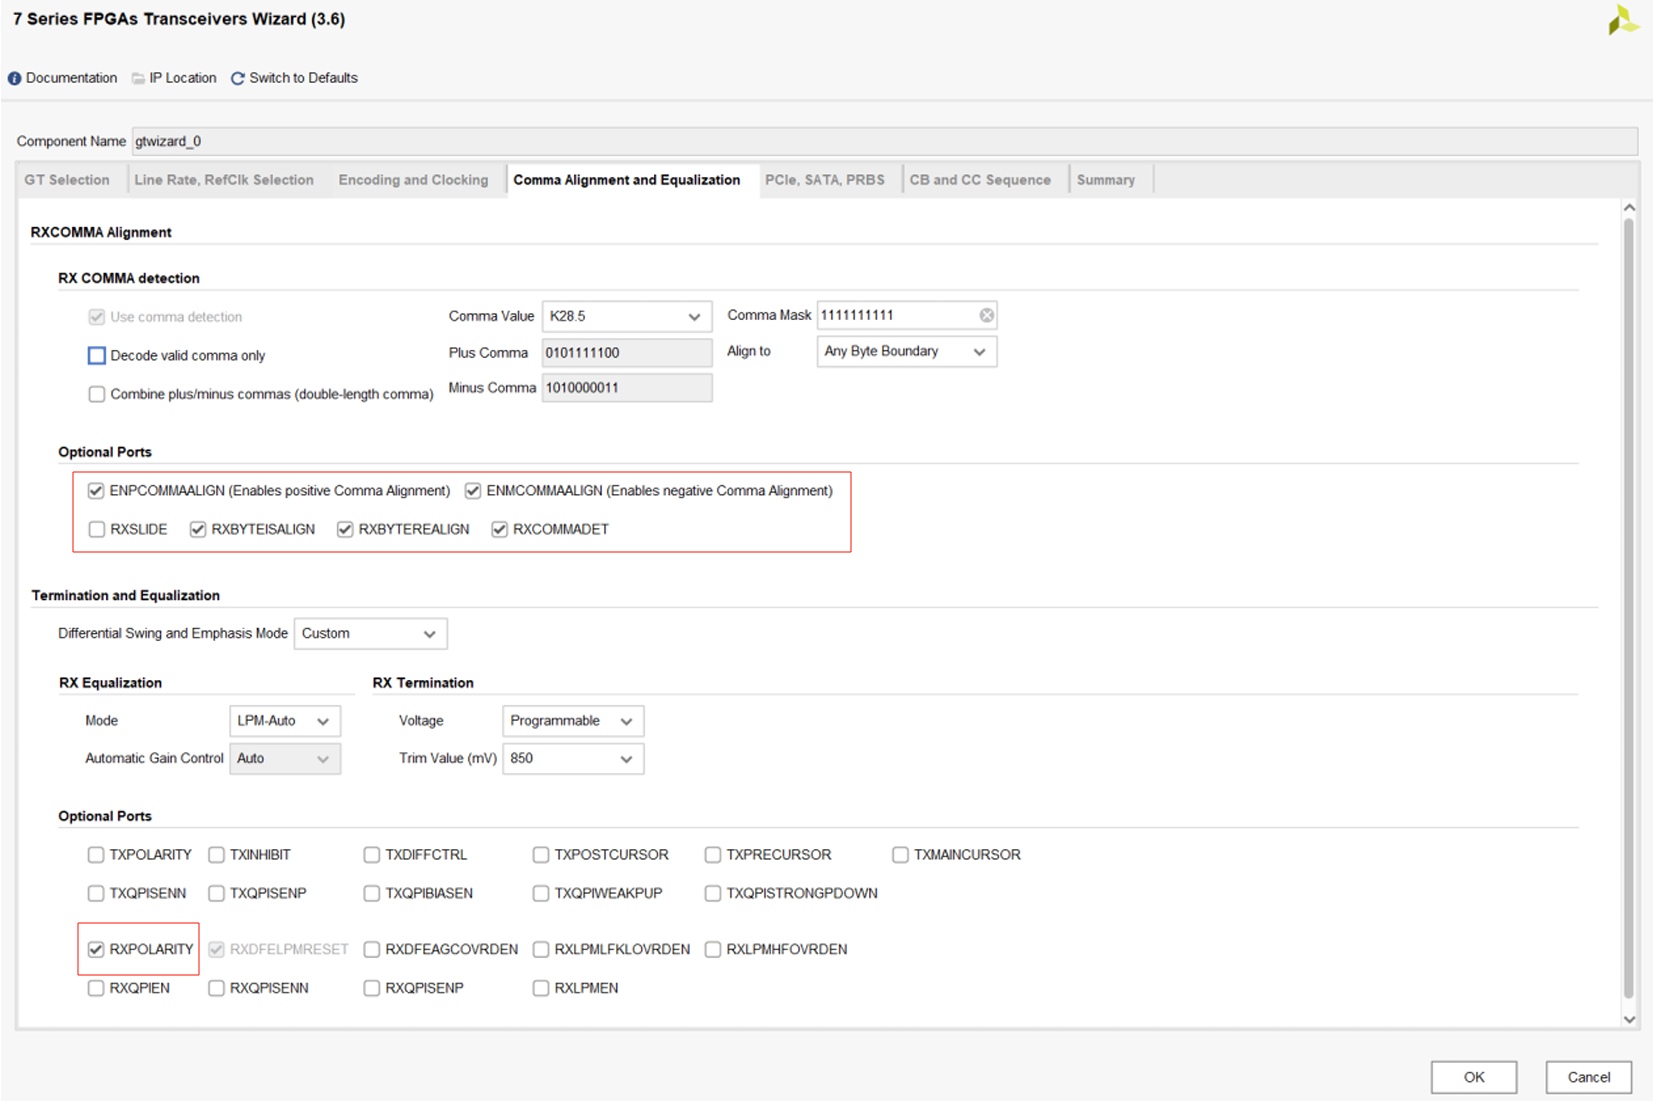 7 Series FPGAs Transceivers Wizard (3.6)
Documentation IP Location Switch to Defaults
Component Name gtwizard_0
GT Selection Line Rate, RefClk Selection Encoding and Clocking Comma Alignment and Equalization PCIe, SATA, PRBS CB and CC Sequence Summary
RXCOMMA Alignment
RX COMMA detection
Use comma detection Comma Value K28.5 Comma Mask 1111111111
Decode valid comma only Plus Comma 0101111100 Align to Any Byte Boundary
Combine plus/minus commas (double-length comma) Minus Comma 1010000011
Optional Ports
ENPCOMMAALIGN (Enables positive Comma Alignment) ENMCOMMAALIGN (Enables negative Comma Alignment)
RXSLIDE RXBYTEISALIGN RXBYTEREALIGN RXCOMMADET
Termination and Equalization
Differential Swing and Emphasis Mode Custom
RX Equalization RX Termination
Mode LPM-Auto Voltage Programmable
Automatic Gain Control Auto Trim Value (mV) 850
Optional Ports
TXPOLARITY TXINHIBIT TXDIFFCTRL TXPOSTCURSOR TXPRECURSOR TXMAINCURSOR
TXQPISENN TXQPISENP TXQPIBIASEN TXQPIWEAKPUP TXQPISTRONGPDOWN
RXPOLARITY RXDFELPMRESET RXDFEAGCOVRDEN RXLPMLFKLOVRDEN RXLPMHFOVRDEN
RXQPIEN RXQPISENN RXQPISENP RXLPMEN
OK Cancel